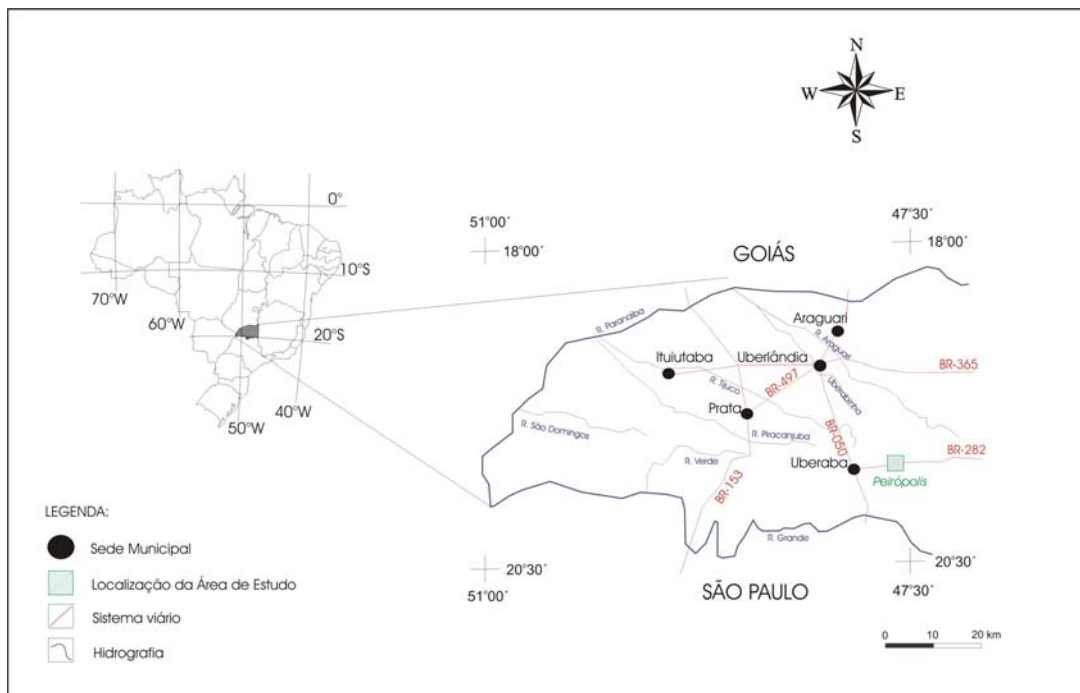 N
W
E
S
0°
10°S
20°S
70°W
60°W
50°W
40°W
51°00´
18°00´
47°30´
18°00´
GOIÁS
R. Paranaíba
Araguari
R. Araguari
Ituiutaba
Uberlândia
BR-365
R. Tijuco
BR-497
Uberabinha
Prata
R. São Domingos
R. Piracanjuba
BR-050
BR-282
R. Verde
Uberaba
Peirópolis
BR-153
R. Grande
20°30´
51°00´
20°30´
47°30´
SÃO PAULO
LEGENDA:
Sede Municipal
Localização da Área de Estudo
Sistema viário
Hidrografia
0 10 20 km